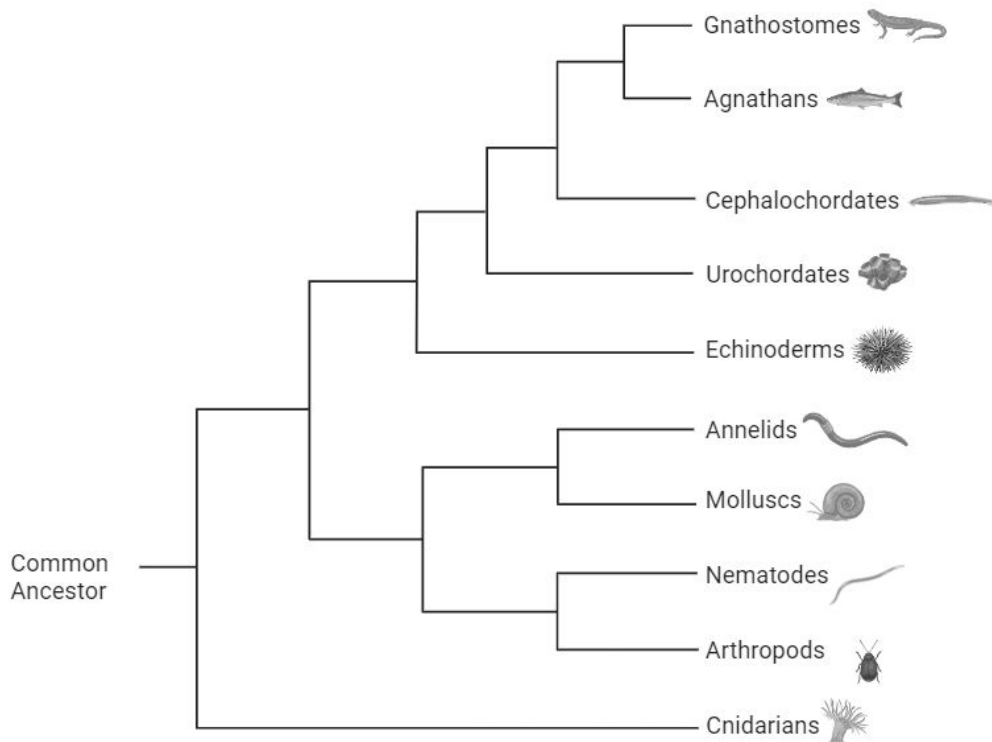 Gnathostomes
Agnathans
Cephalochordates
Urochordates
Echinoderms
Annelids
Molluscs
Common
Ancestor
Nematodes
Arthropods
Cnidarians